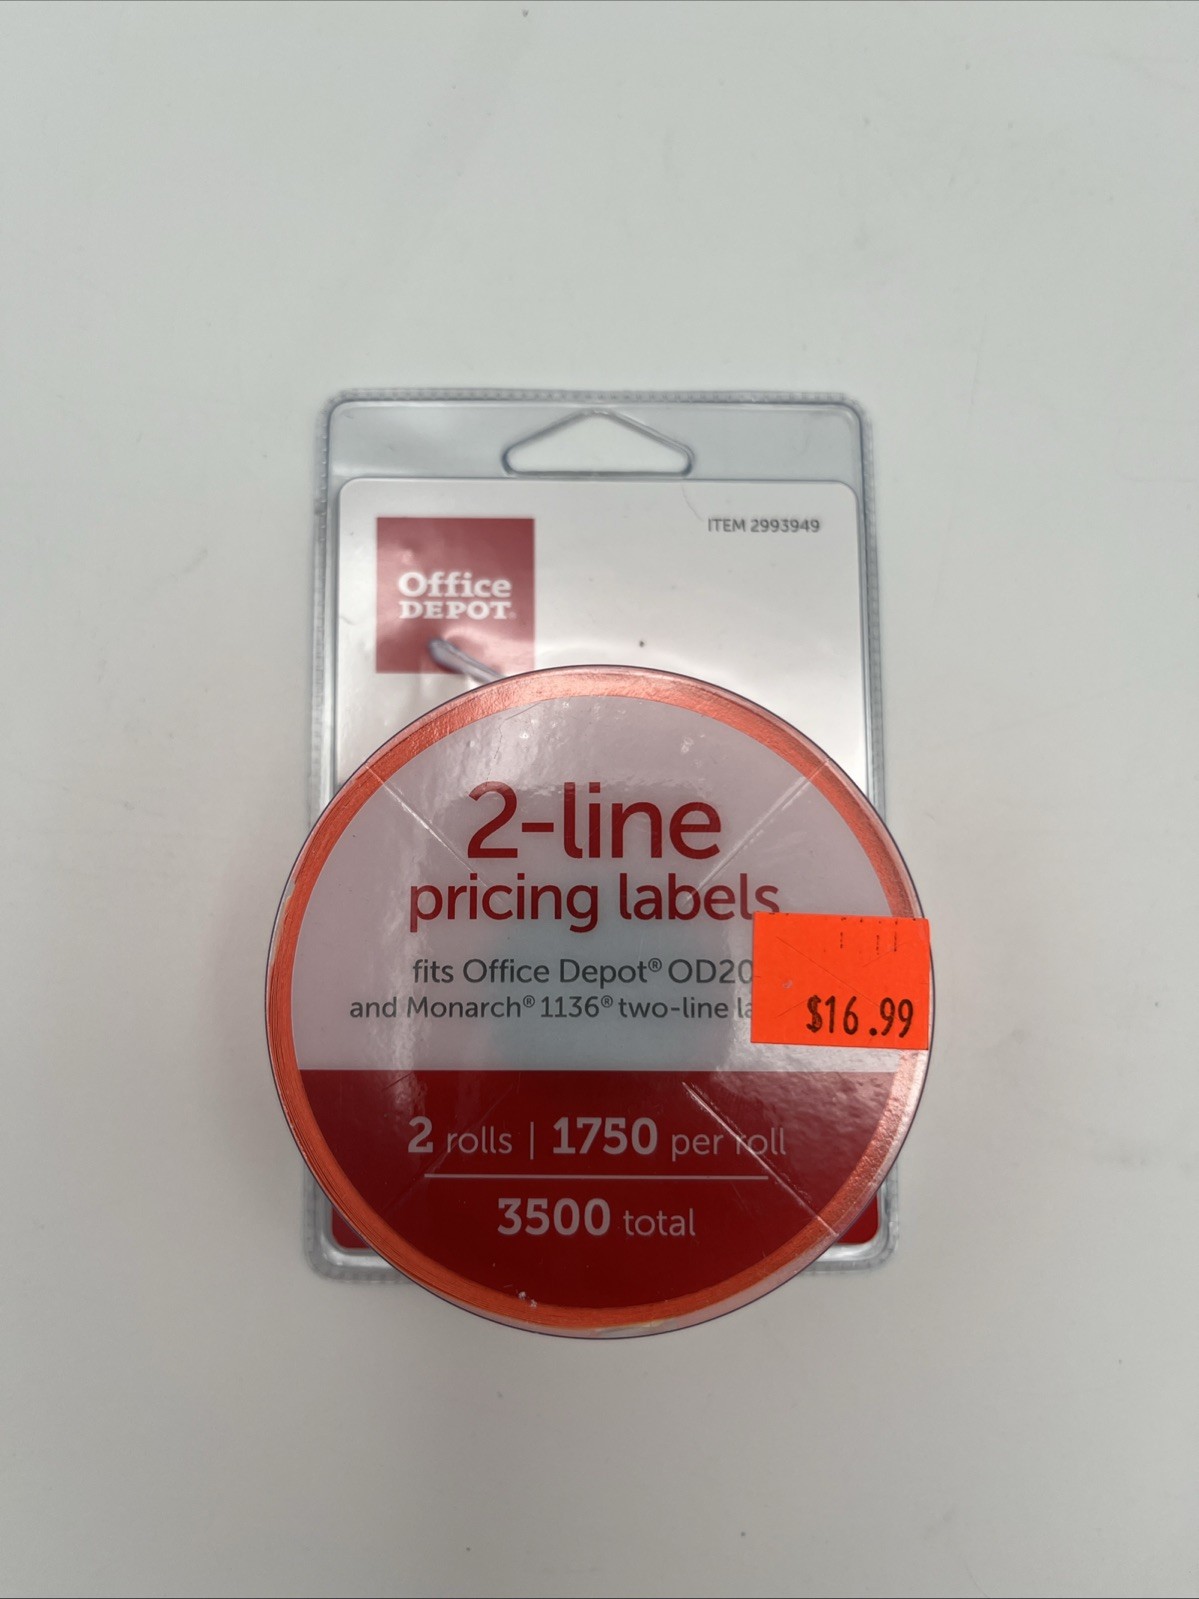 ITEM 2993949
Office
DEPOT
2-line
pricing labels
fits Office Depot® OD20
and Monarch® 1136® two-line la
$16.99
2 rolls | 1750 per roll
3500 total